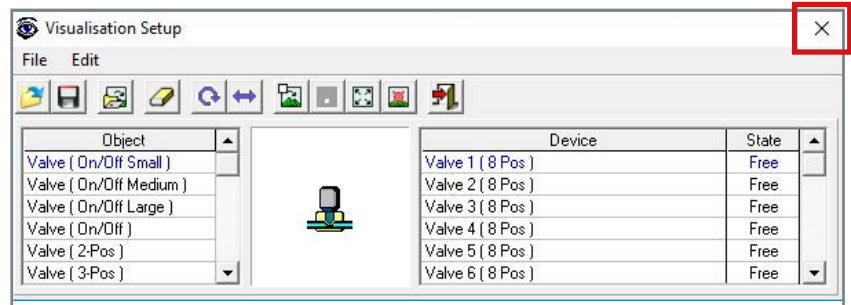 Visualisation Setup
File Edit
Object Device State
Valve ( On/Off Small ) Valve 1 ( 8 Pos ) Free
Valve ( On/Off Medium ) Valve 2 ( 8 Pos ) Free
Valve ( On/Off Large ) Valve 3 ( 8 Pos ) Free
Valve ( On/Off ) Valve 4 ( 8 Pos ) Free
Valve ( 2-Pos ) Valve 5 ( 8 Pos ) Free
Valve ( 3-Pos ) Valve 6 ( 8 Pos ) Free